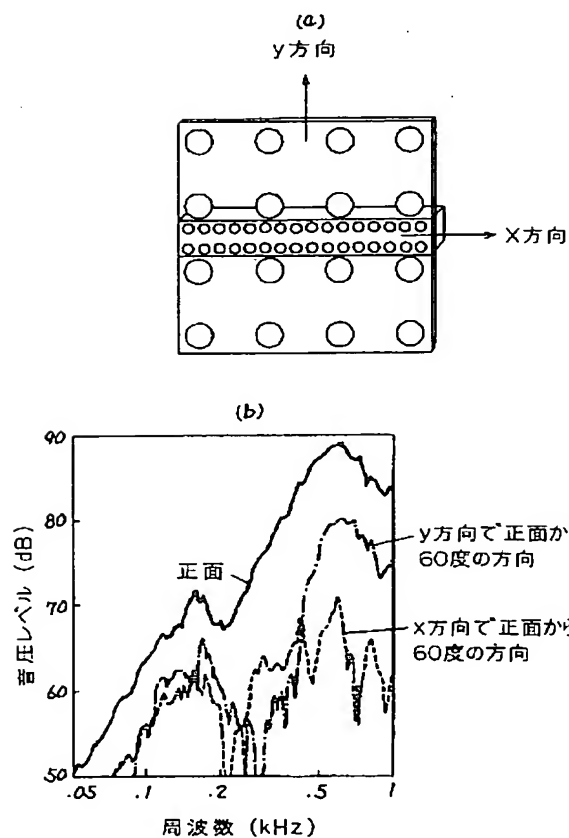 (a)
y方向
X方向
(b)
90
80
70
60
50
音圧レベル (dB)
正面
y方向で正面か
60度の方向
x方向で正面から
60度の方向
.05
.1
.2
.5
1
周波数 (kHz)